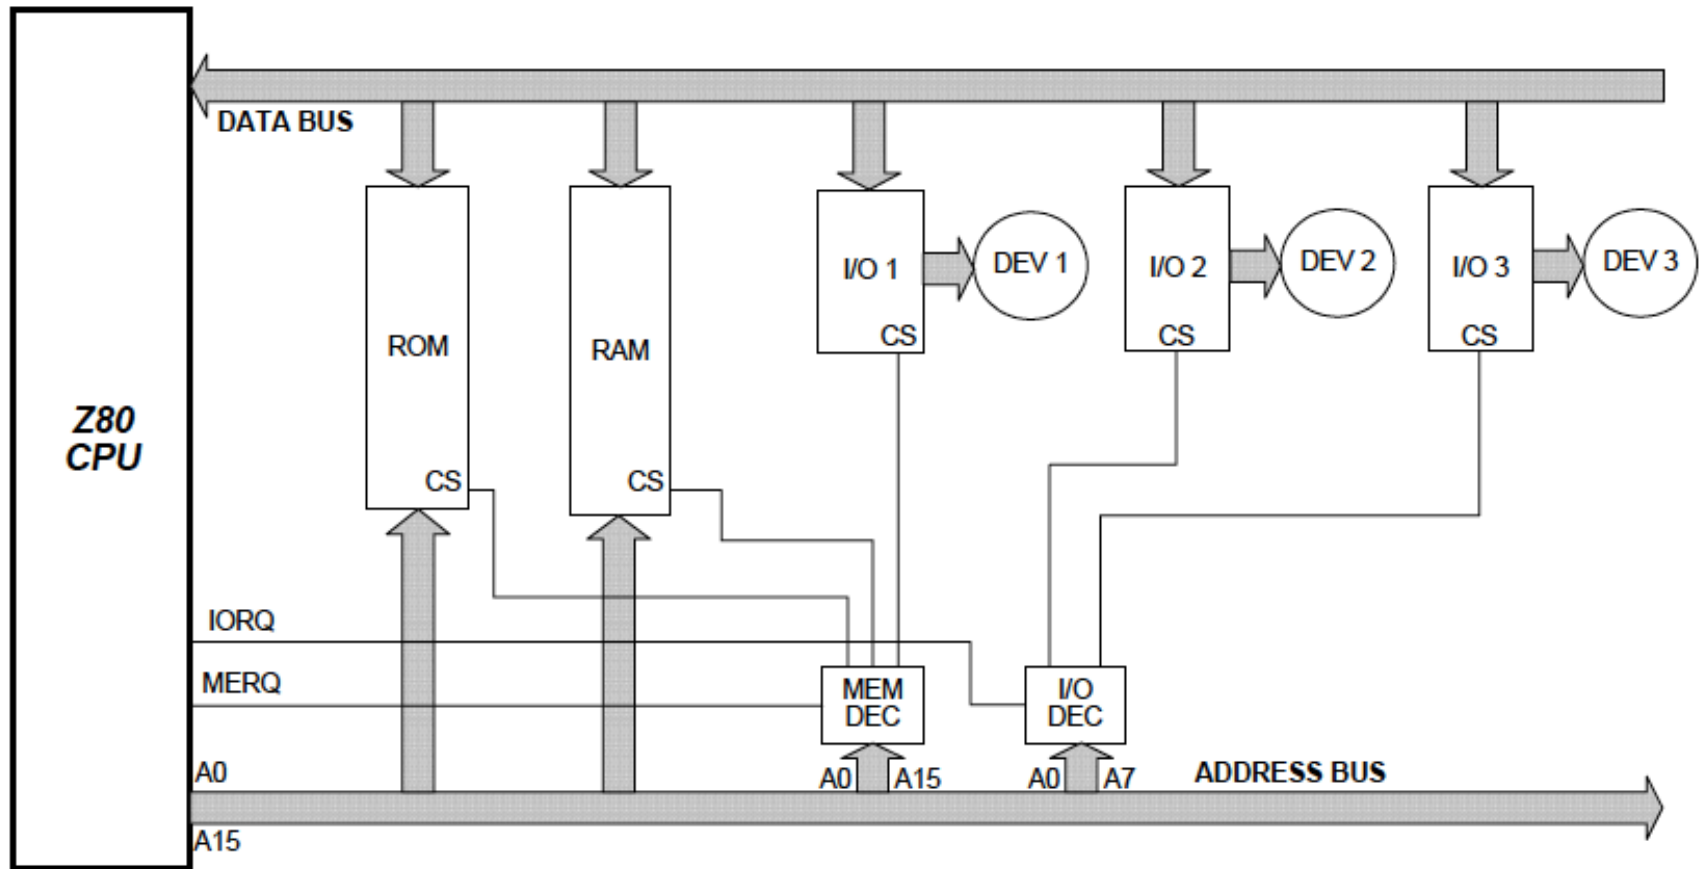 DATA BUS
I/O 1
DEV 1
CS
I/O 2
DEV 2
CS
I/O 3
DEV 3
CS
ROM
CS
RAM
CS
Z80
CPU
IORQ
MERQ
MEM
DEC
I/O
DEC
A0
A15
A0
A15
A0
A7
ADDRESS BUS